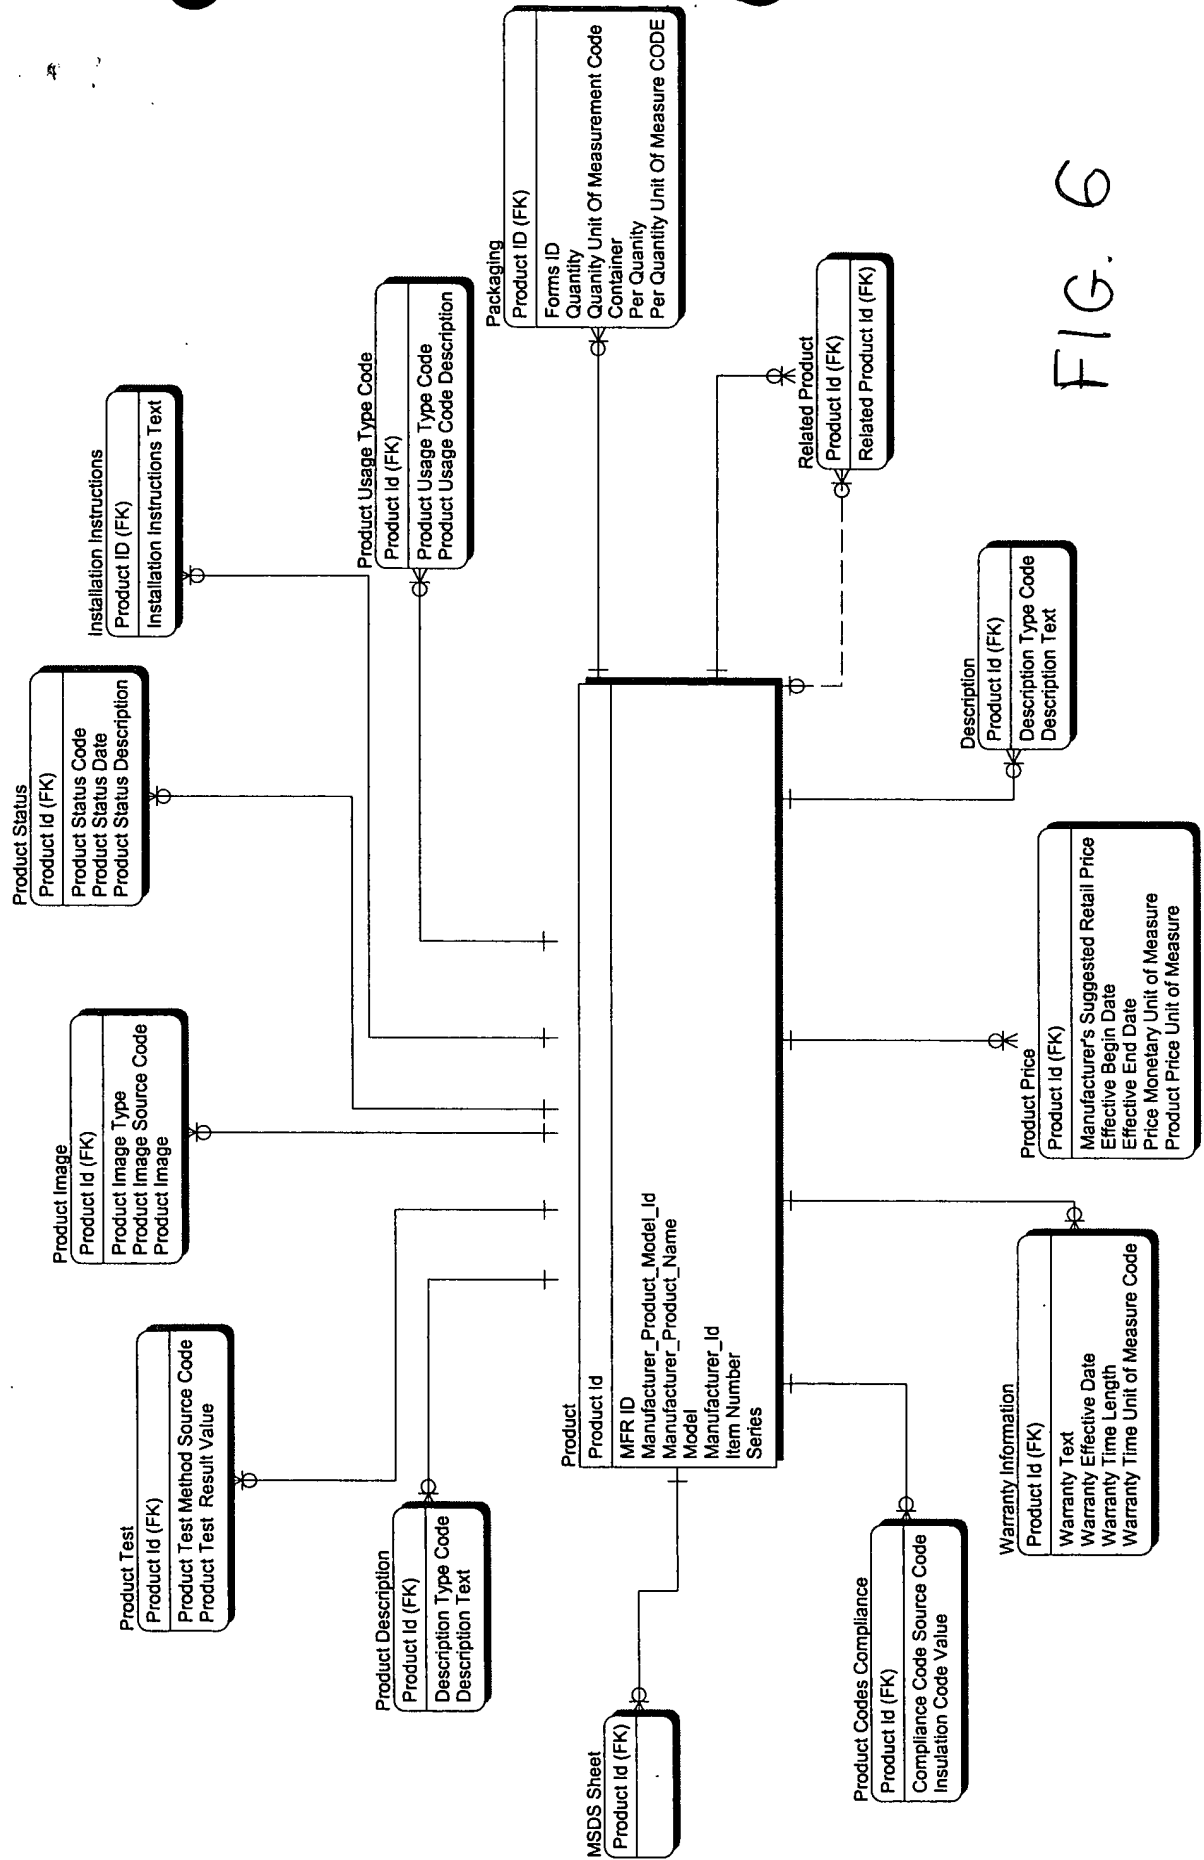 Product Test
Product Id (FK)
Product Test Method Source Code
Product Test Result Value
Product Image
Product Id (FK)
Product Image Type
Product Image Source Code
Product Image
Product Status
Product Id (FK)
Product Status Code
Product Status Date
Product Status Description
Installation Instructions
Product ID (FK)
Installation Instructions Text
Product Description
Product Id (FK)
Description Type Code
Description Text
Product Usage Type Code
Product Id (FK)
Product Usage Type Code
Product Usage Code Description
Packaging
Product ID (FK)
Forms ID
Quantity
Quanity Unit Of Measurement Code
Container
Per Quanity
Per Quantity Unit Of Measure CODE
MSDS Sheet
Product Id (FK)
Product
Product Id
MFR ID
Manufacturer_Product_Model_Id
Manufacturer_Product_Name
Model
Manufacturer_Id
Item Number
Series
Related Product
Product Id (FK)
Related Product Id (FK)
Product Codes Compliance
Product Id (FK)
Compliance Code Source Code
Insulation Code Value
Warranty Information
Product Id (FK)
Warranty Text
Warranty Effective Date
Warranty Time Length
Warranty Time Unit of Measure Code
Product Price
Product Id (FK)
Manufacturer's Suggested Retail Price
Effective Begin Date
Effective End Date
Price Monetary Unit of Measure
Product Price Unit of Measure
Description
Product Id (FK)
Description Type Code
Description Text
FIG. 6